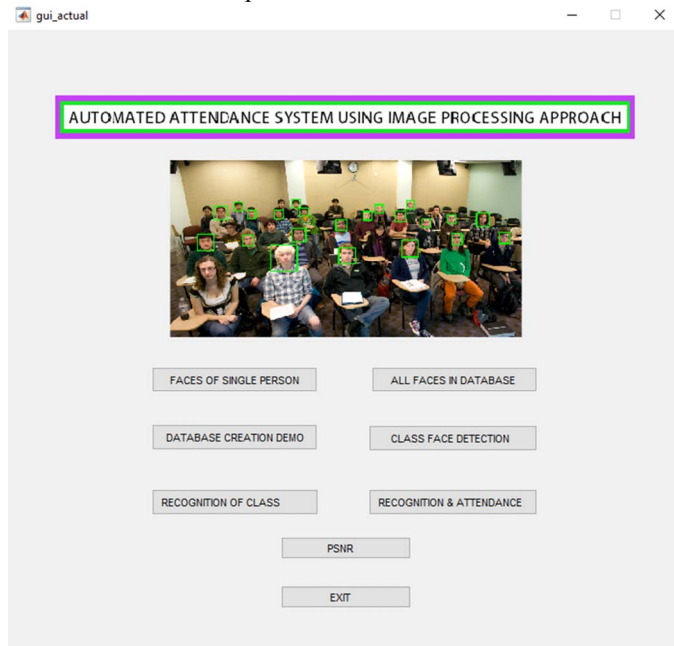 gui_actual
AUTOMATED ATTENDANCE SYSTEM USING IMAGE PROCESSING APPROACH
FACES OF SINGLE PERSON
ALL FACES IN DATABASE
DATABASE CREATION DEMO
CLASS FACE DETECTION
RECOGNITION OF CLASS
RECOGNITION & ATTENDANCE
PSNR
EXIT